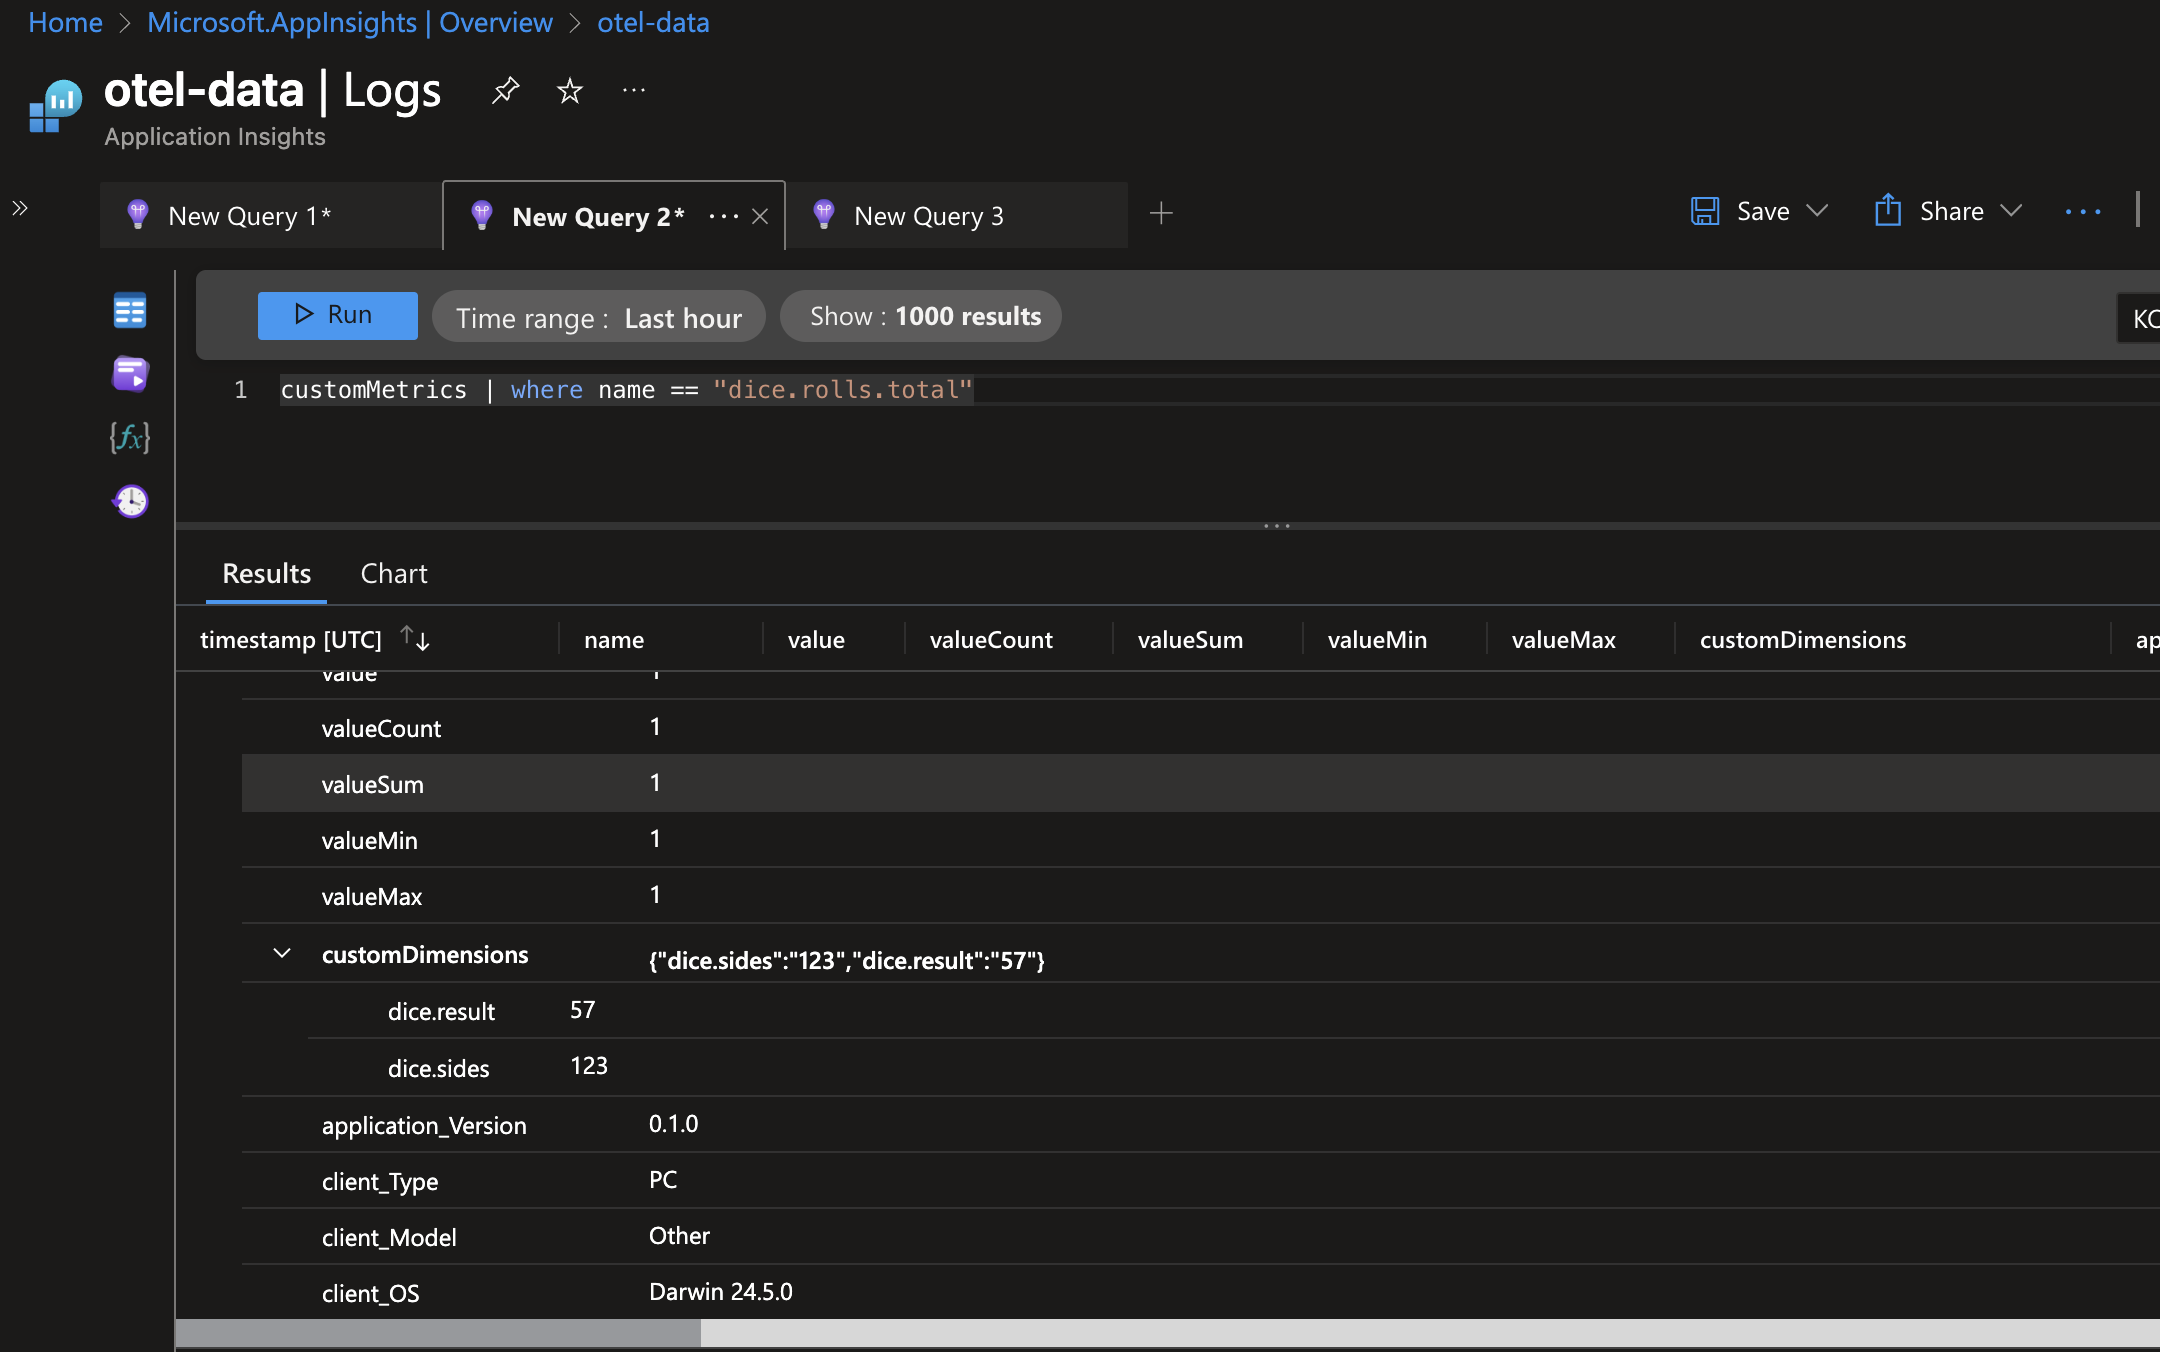 Home > Microsoft.AppInsights | Overview > otel-data
otel-data | Logs
Application Insights
New Query 1*
New Query 2*
New Query 3
Save
Share
Run
Time range : Last hour
Show : 1000 results
1 customMetrics | where name == "dice.rolls.total"
Results
Chart
timestamp [UTC] name value valueCount valueSum valueMin valueMax customDimensions
value 1
valueCount 1
valueSum 1
valueMin 1
valueMax 1
customDimensions {"dice.sides":"123","dice.result":"57"}
dice.result 57
dice.sides 123
application_Version 0.1.0
client_Type PC
client_Model Other
client_OS Darwin 24.5.0